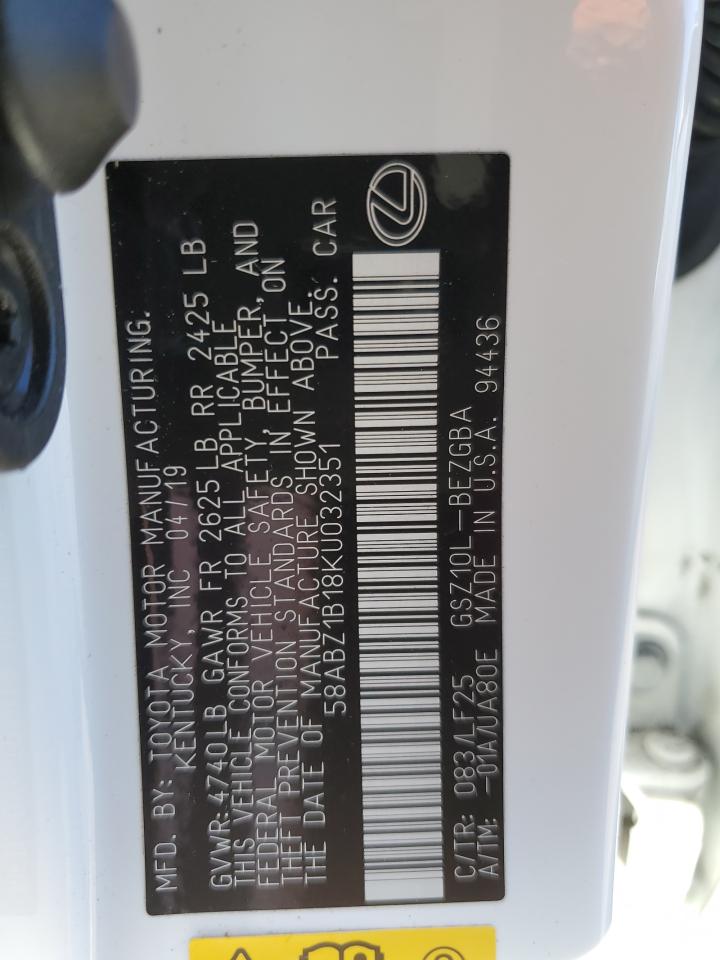 MFD. BY: TOYOTA MOTOR MANUFACTURING.
KENTUCKY, INC 04/19
GVWR: 4740LB GAWR FR 2625LB RR 2425 LB
THIS VEHICLE CONFORMS TO ALL APPLICABLE
FEDERAL MOTOR VEHICLE SAFETY, BUMPER, AND
THEFT PREVENTION STANDARDS IN EFFECT ON
THE DATE OF MANUFACTURE SHOWN ABOVE.
58ABZ1B18KU032351 PASS. CAR
C/TR: 083/LF25 GSZ10L-BEZGBA
A/TM: -01A/UA80E MADE IN U.S.A. 94436